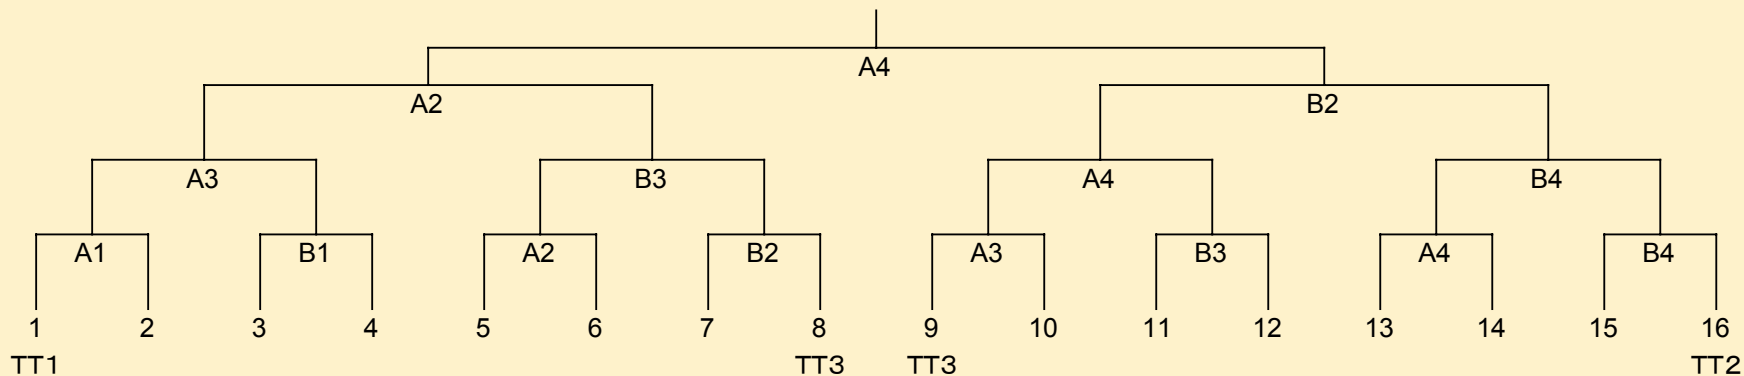 A4
A2 B2
A3 B3 A4 B4
A1 B1 A2 B2 A3 B3 A4 B4
1 2 3 4 5 6 7 8 9 10 11 12 13 14 15 16
TT1 TT3 TT3 TT2